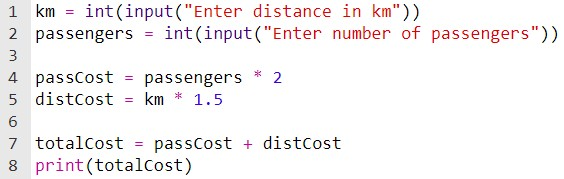 1 km = int(input("Enter distance in km"))
2 passengers = int(input("Enter number of passengers"))
3
4 passCost = passengers * 2
5 distCost = km * 1.5
6
7 totalCost = passCost + distCost
8 print(totalCost)